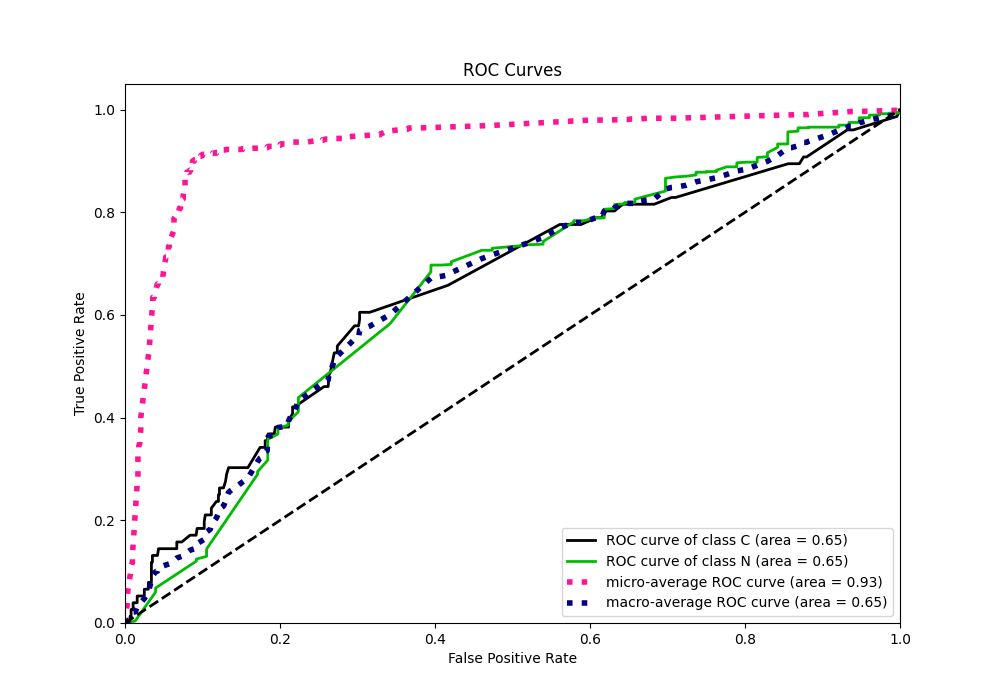 ROC Curves
1.0
0.8
0.6
0.4
0.2
0.0
True Positive Rate
ROC curve of class C (area = 0.65)
ROC curve of class N (area = 0.65)
micro-average ROC curve (area = 0.93)
macro-average ROC curve (area = 0.65)
0.0 0.2 0.4 0.6 0.8 1.0
False Positive Rate